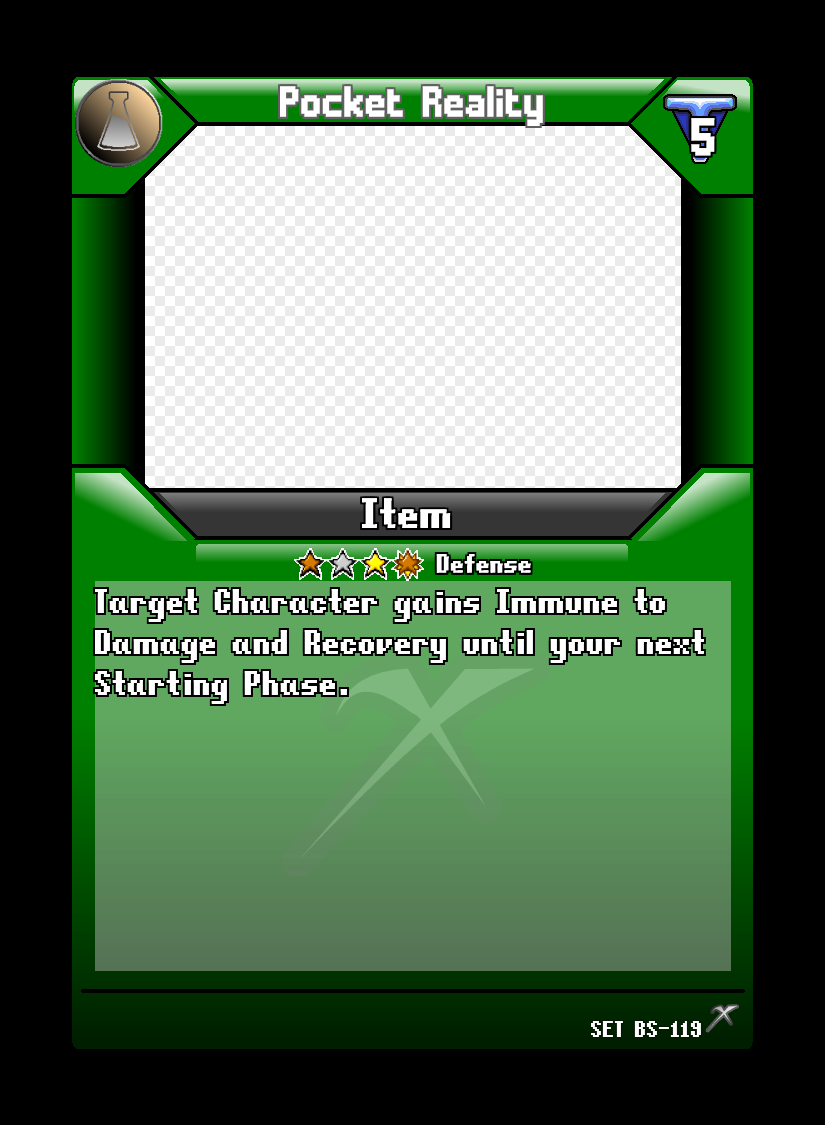 Pocket Reality
5
Item
Defense
Target Character gains Immune to
Damage and Recovery until your next
Starting Phase.
SET BS-119